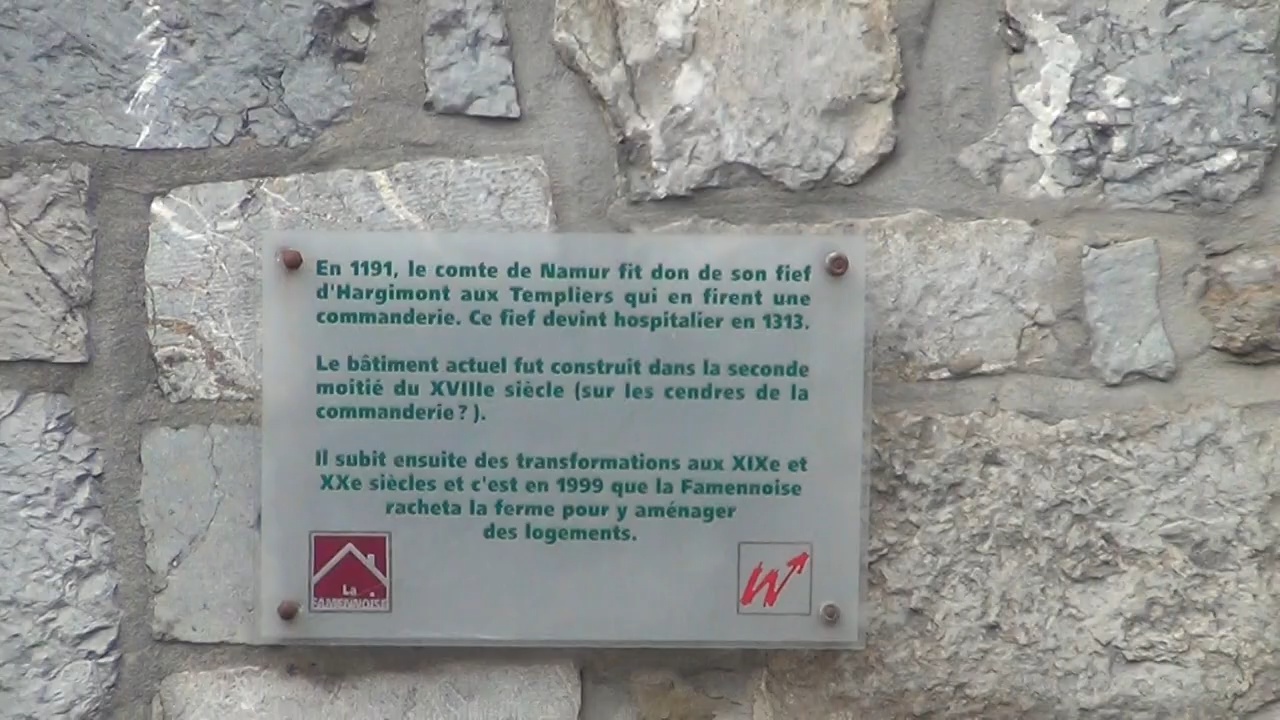 En 1191, le comte de Namur fit don de son fief
d'Hargimont aux Templiers qui en firent une
commanderie. Ce fief devint hospitalier en 1313.
Le bâtiment actuel fut construit dans la seconde
moitié du XVIIIe siècle (sur les cendres de la
commanderie ? ).
Il subit ensuite des transformations aux XIXe et
XXe siècles et c'est en 1999 que la Famennoise
racheta la ferme pour y aménager
des logements.
La
FAMENNOISE
W